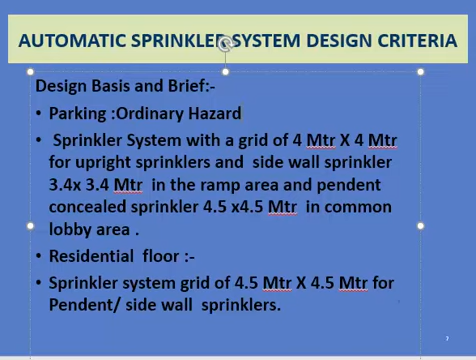 AUTOMATIC SPRINKLER SYSTEM DESIGN CRITERIA
Design Basis and Brief:-
• Parking :Ordinary Hazard
• Sprinkler System with a grid of 4 Mtr X 4 Mtr
for upright sprinklers and side wall sprinkler
3.4x 3.4 Mtr in the ramp area and pendent
concealed sprinkler 4.5 x4.5 Mtr in common
lobby area .
• Residential floor :-
• Sprinkler system grid of 4.5 Mtr X 4.5 Mtr for
Pendent/ side wall sprinklers.
7